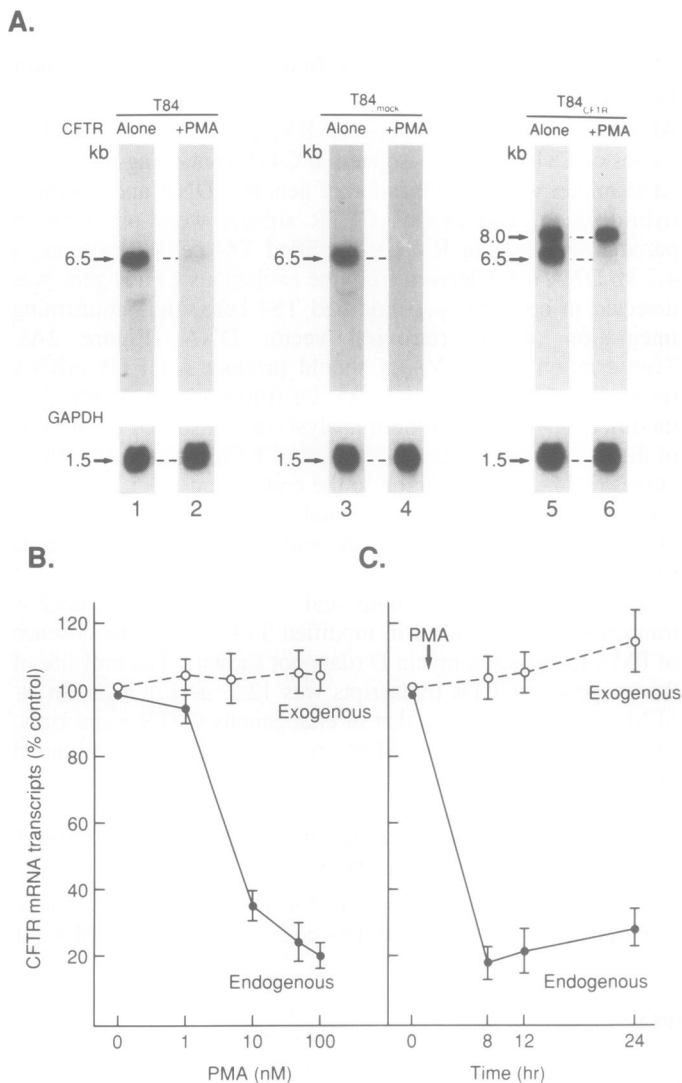 A.
T84 T84mock T84CFTR
CFTR Alone +PMA Alone +PMA Alone +PMA
kb kb kb
8.0
6.5 6.5 6.5
GAPDH
1.5 1.5 1.5
1 2 3 4 5 6
B. C.
CFTR mRNA transcripts (% control)
120
100
80
60
40
20
PMA
Exogenous Exogenous
Endogenous Endogenous
0 1 10 100 0 8 12 24
PMA (nM) Time (hr)